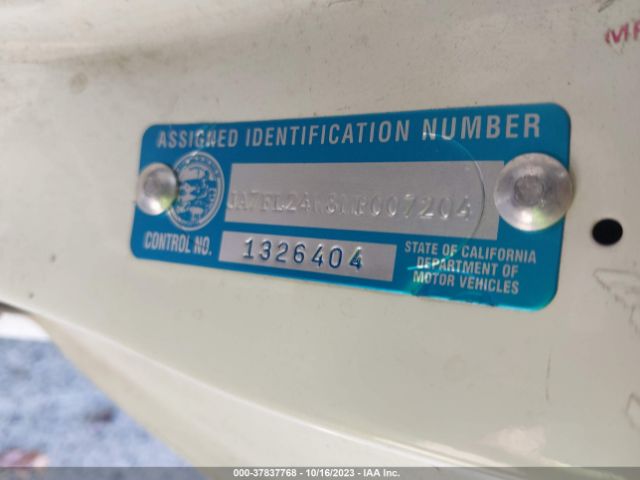 ASSIGNED IDENTIFICATION NUMBER
CONTROL NO. 1326404
STATE OF CALIFORNIA
DEPARTMENT OF
MOTOR VEHICLES
000-37837768 - 10/16/2023 - IAA Inc.